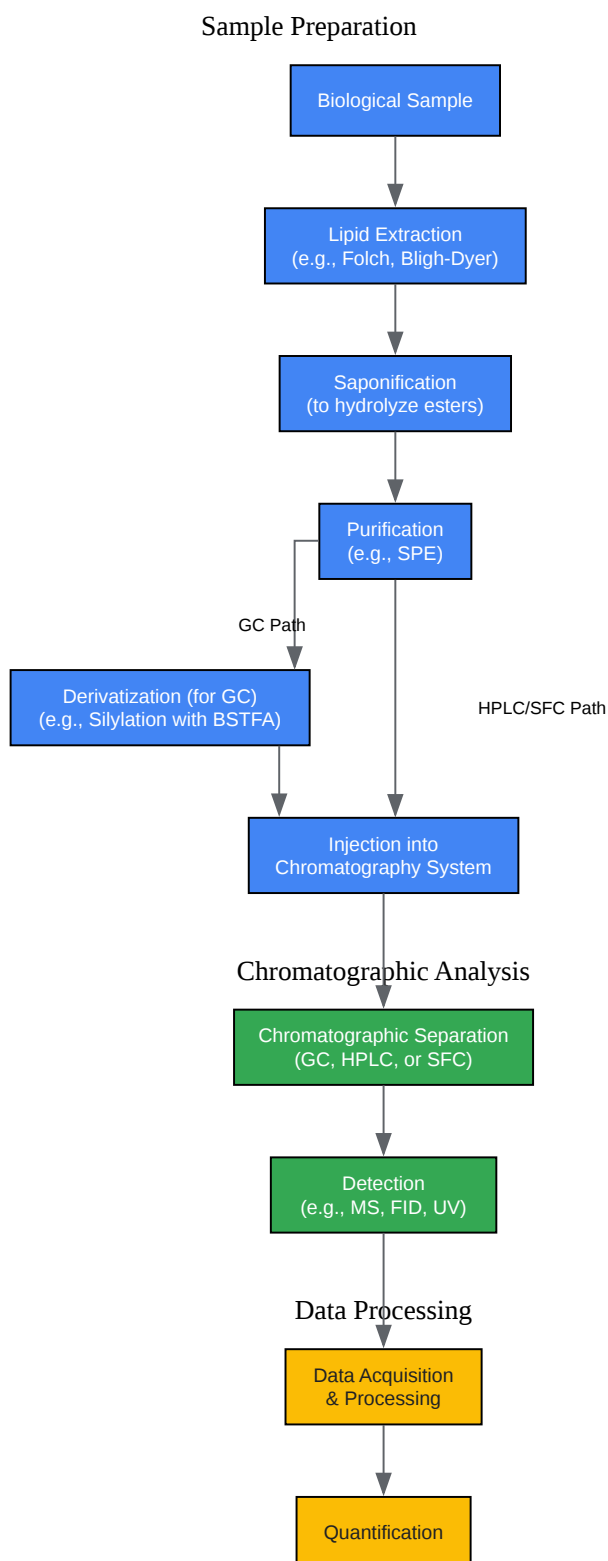 Sample Preparation
Biological Sample
Lipid Extraction
(e.g., Folch, Bligh-Dyer)
Saponification
(to hydrolyze esters)
Purification
(e.g., SPE)
GC Path
Derivatization (for GC)
(e.g., Silylation with BSTFA)
HPLC/SFC Path
Injection into
Chromatography System
Chromatographic Analysis
Chromatographic Separation
(GC, HPLC, or SFC)
Detection
(e.g., MS, FID, UV)
Data Processing
Data Acquisition
& Processing
Quantification